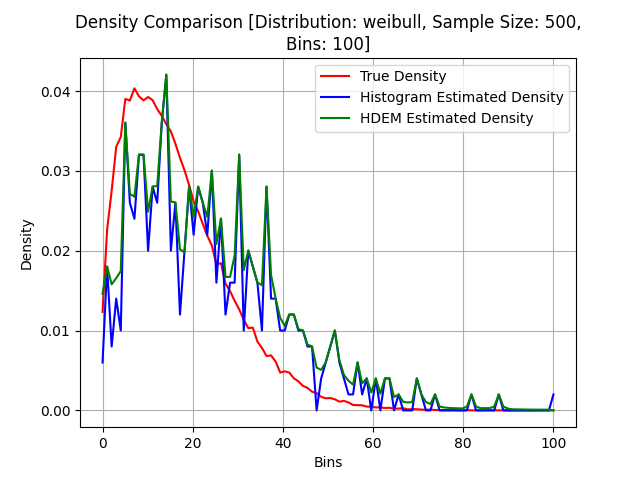 Density Comparison [Distribution: weibull, Sample Size: 500,
Bins: 100]
True Density
Histogram Estimated Density
HDEM Estimated Density
Density
0.04
0.03
0.02
0.01
0.00
0 20 40 60 80 100
Bins